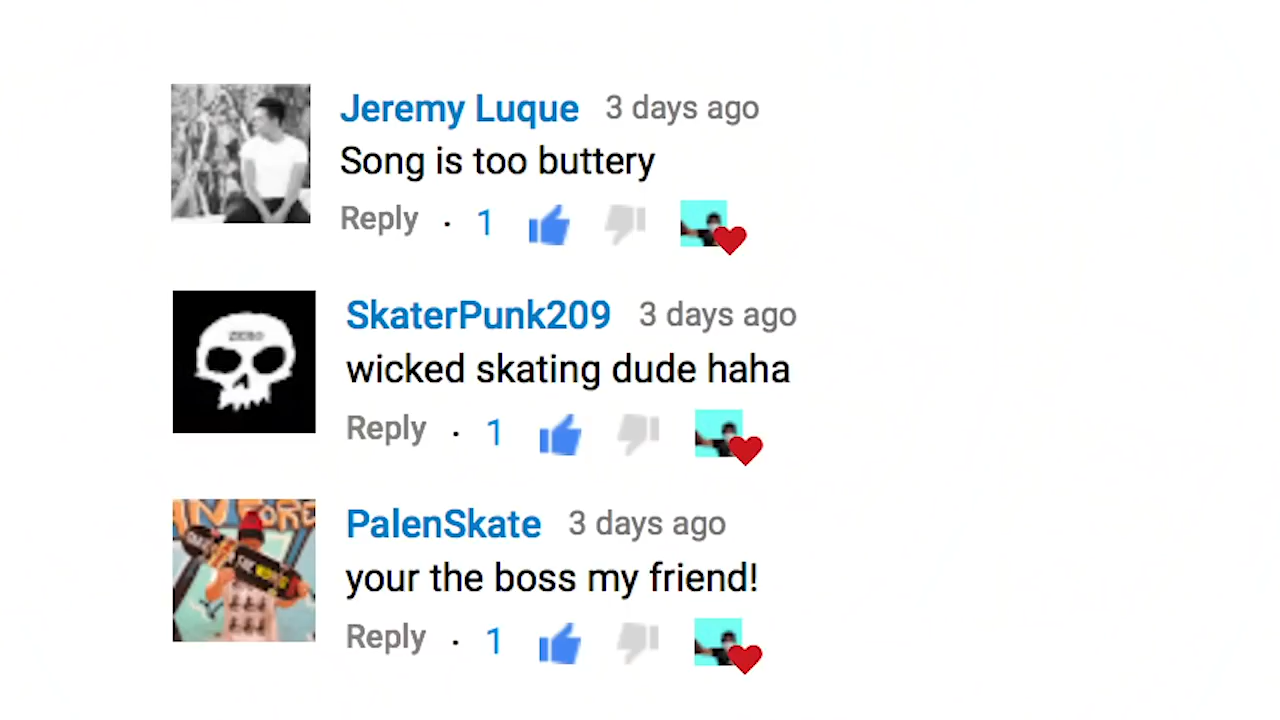 Jeremy Luque 3 days ago
Song is too buttery
Reply · 1
ZERO
SkaterPunk209 3 days ago
wicked skating dude haha
Reply · 1
PalenSkate 3 days ago
your the boss my friend!
Reply · 1